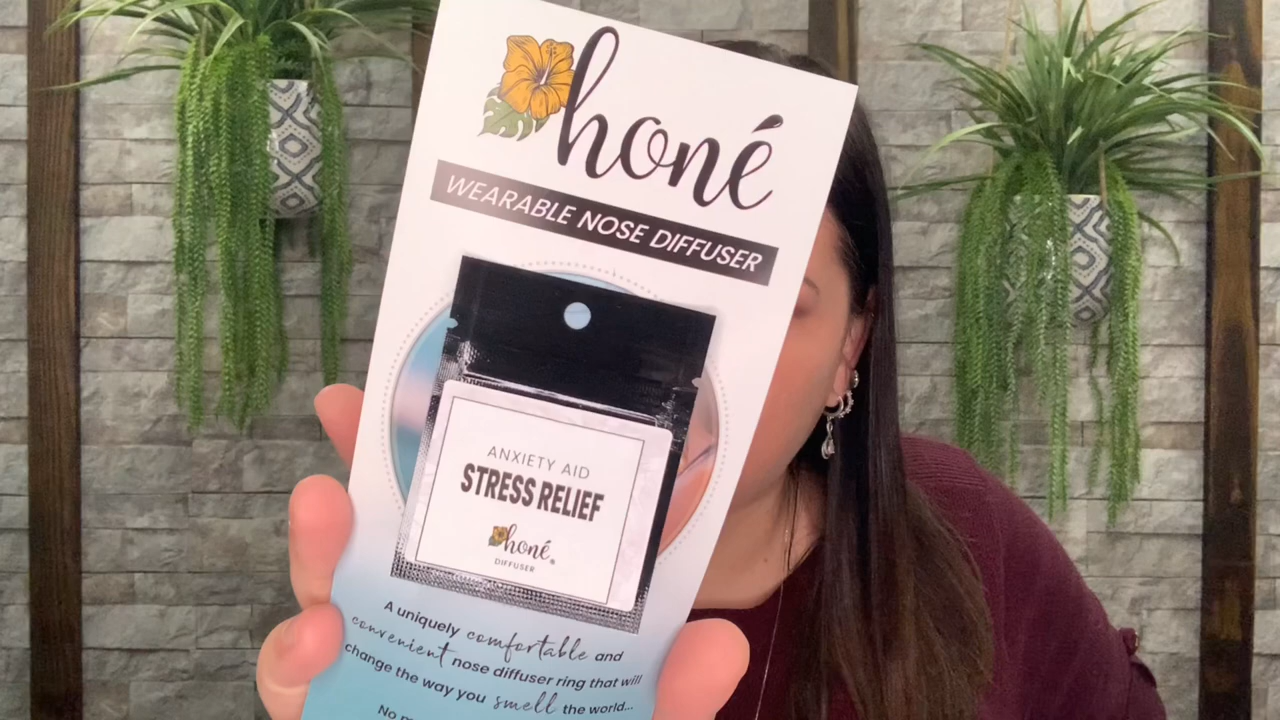 honé
WEARABLE NOSE DIFFUSER
ANXIETY AID
STRESS RELIEF
honé®
DIFFUSER
A uniquely comfortable and
convenient nose diffuser ring that will
change the way you smell the world...
No